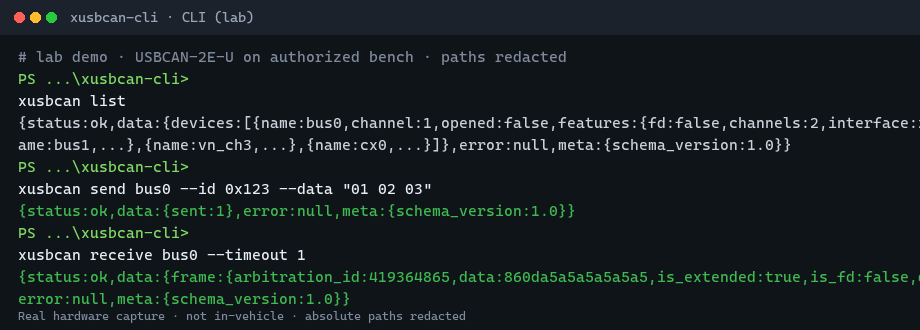 xusbcan-cli · CLI (lab)
# lab demo · USBCAN-2E-U on authorized bench · paths redacted
PS ...\xusbcan-cli>
xusbcan list
{status:ok,data:{devices:[{name:bus0,channel:1,opened:false,features:{fd:false,channels:2,interface:
ame:bus1,...},{name:vn_ch3,...},{name:cx0,...}]},error:null,meta:{schema_version:1.0}}
PS ...\xusbcan-cli>
xusbcan send bus0 --id 0x123 --data "01 02 03"
{status:ok,data:{sent:1},error:null,meta:{schema_version:1.0}}
PS ...\xusbcan-cli>
xusbcan receive bus0 --timeout 1
{status:ok,data:{frame:{arbitration_id:419364865,data:860da5a5a5a5a5a5,is_extended:true,is_fd:false,
error:null,meta:{schema_version:1.0}}
Real hardware capture · not in-vehicle · absolute paths redacted